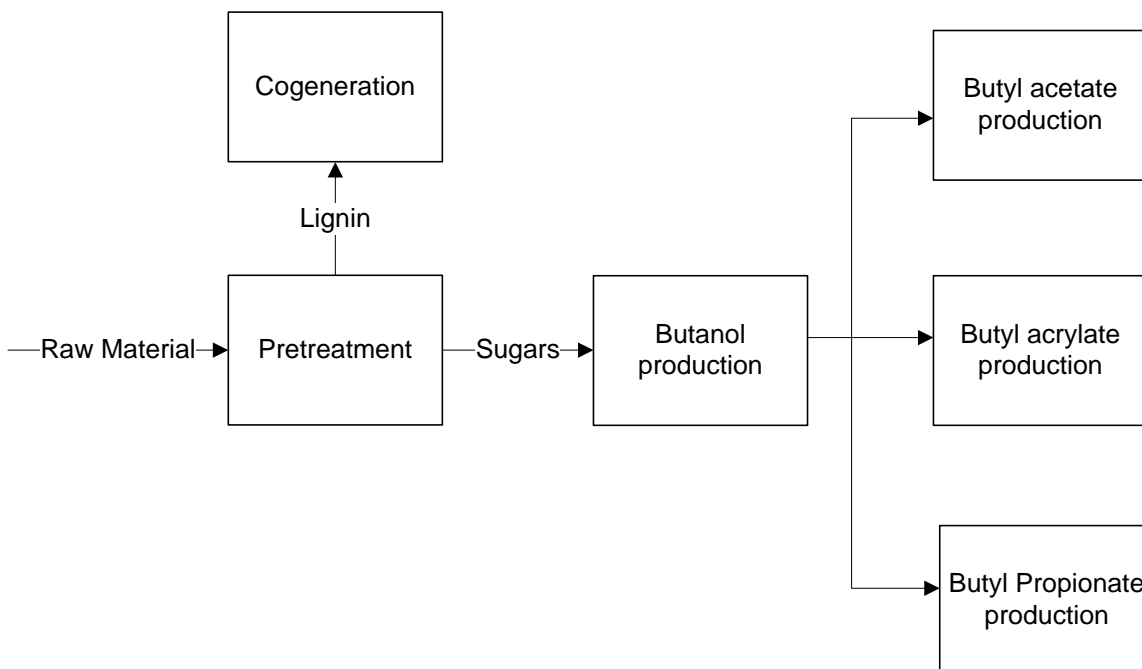 Cogeneration
Butyl acetate
production
Lignin
Raw Material
Pretreatment
Sugars
Butanol
production
Butyl acrylate
production
Butyl Propionate
production